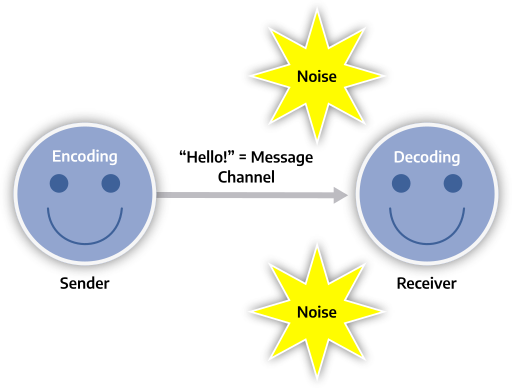 Noise
Encoding
“Hello!” = Message
Channel
Decoding
Sender
Receiver
Noise